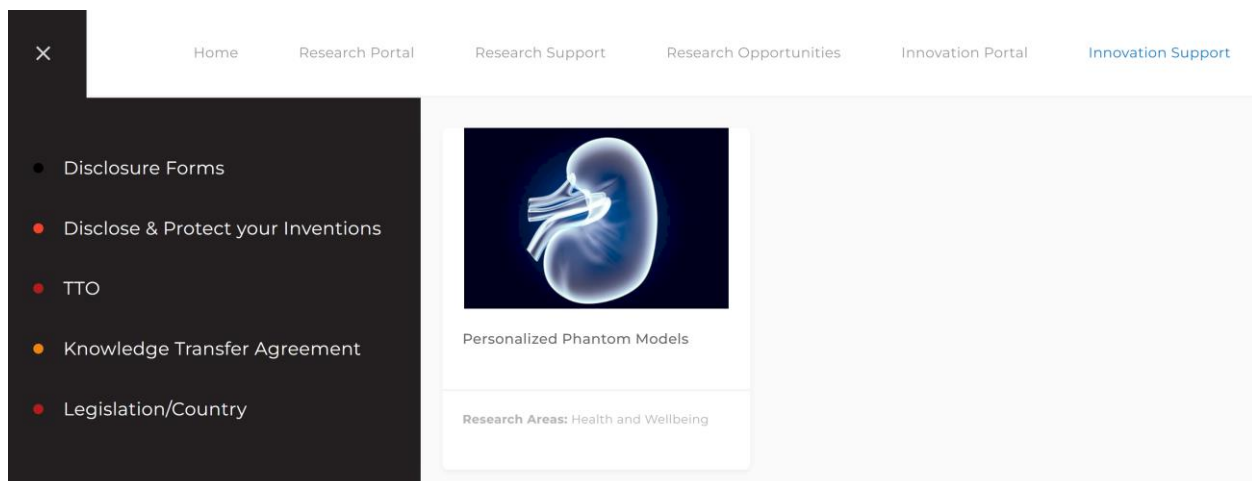 Home Research Portal Research Support Research Opportunities Innovation Portal Innovation Support
Disclosure Forms
Disclose & Protect your Inventions
TTO
Knowledge Transfer Agreement
Legislation/Country
Personalized Phantom Models
Research Areas: Health and Wellbeing